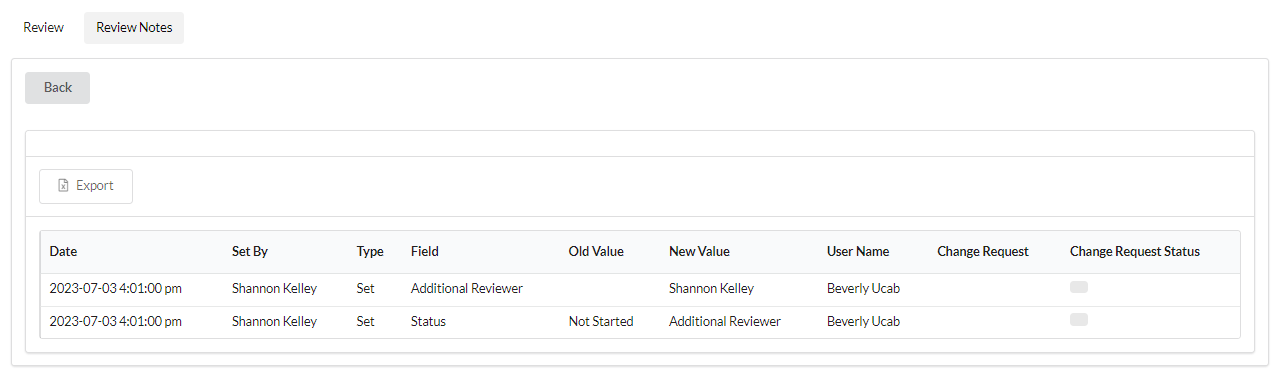 Review Review Notes
Back
Export
Date Set By Type Field Old Value New Value User Name Change Request Change Request Status
2023-07-03 4:01:00 pm Shannon Kelley Set Additional Reviewer Shannon Kelley Beverly Ucab
2023-07-03 4:01:00 pm Shannon Kelley Set Status Not Started Additional Reviewer Beverly Ucab